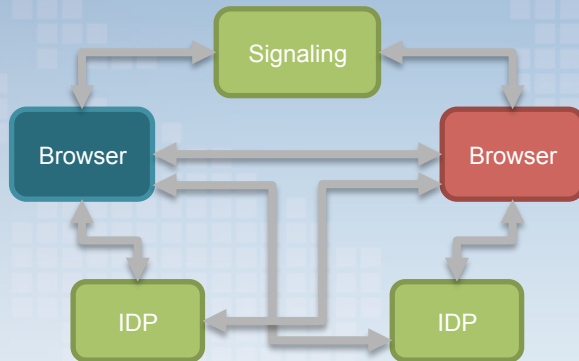 Signaling
Browser
Browser
IDP
IDP